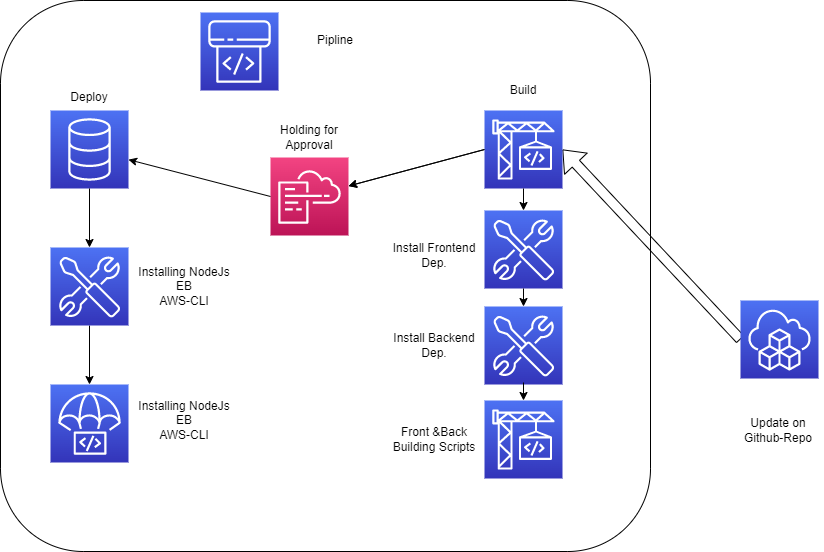 Pipline
Deploy
Build
Holding for
Approval
Installing NodeJs
EB
AWS-CLI
Install Frontend
Dep.
Install Backend
Dep.
Installing NodeJs
EB
AWS-CLI
Front &Back
Building Scripts
Update on
Github-Repo